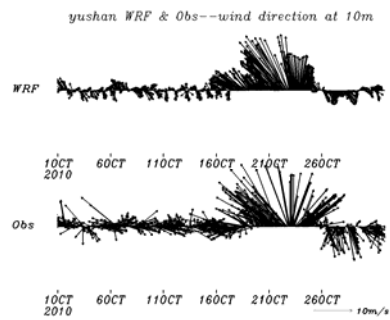 yushan WRF & Obs--wind direction at 10m
WRF
1OCT 6OCT 11OCT 16OCT 21OCT 26OCT
2010
Obs
1OCT 6OCT 11OCT 16OCT 21OCT 26OCT
2010
10m/s